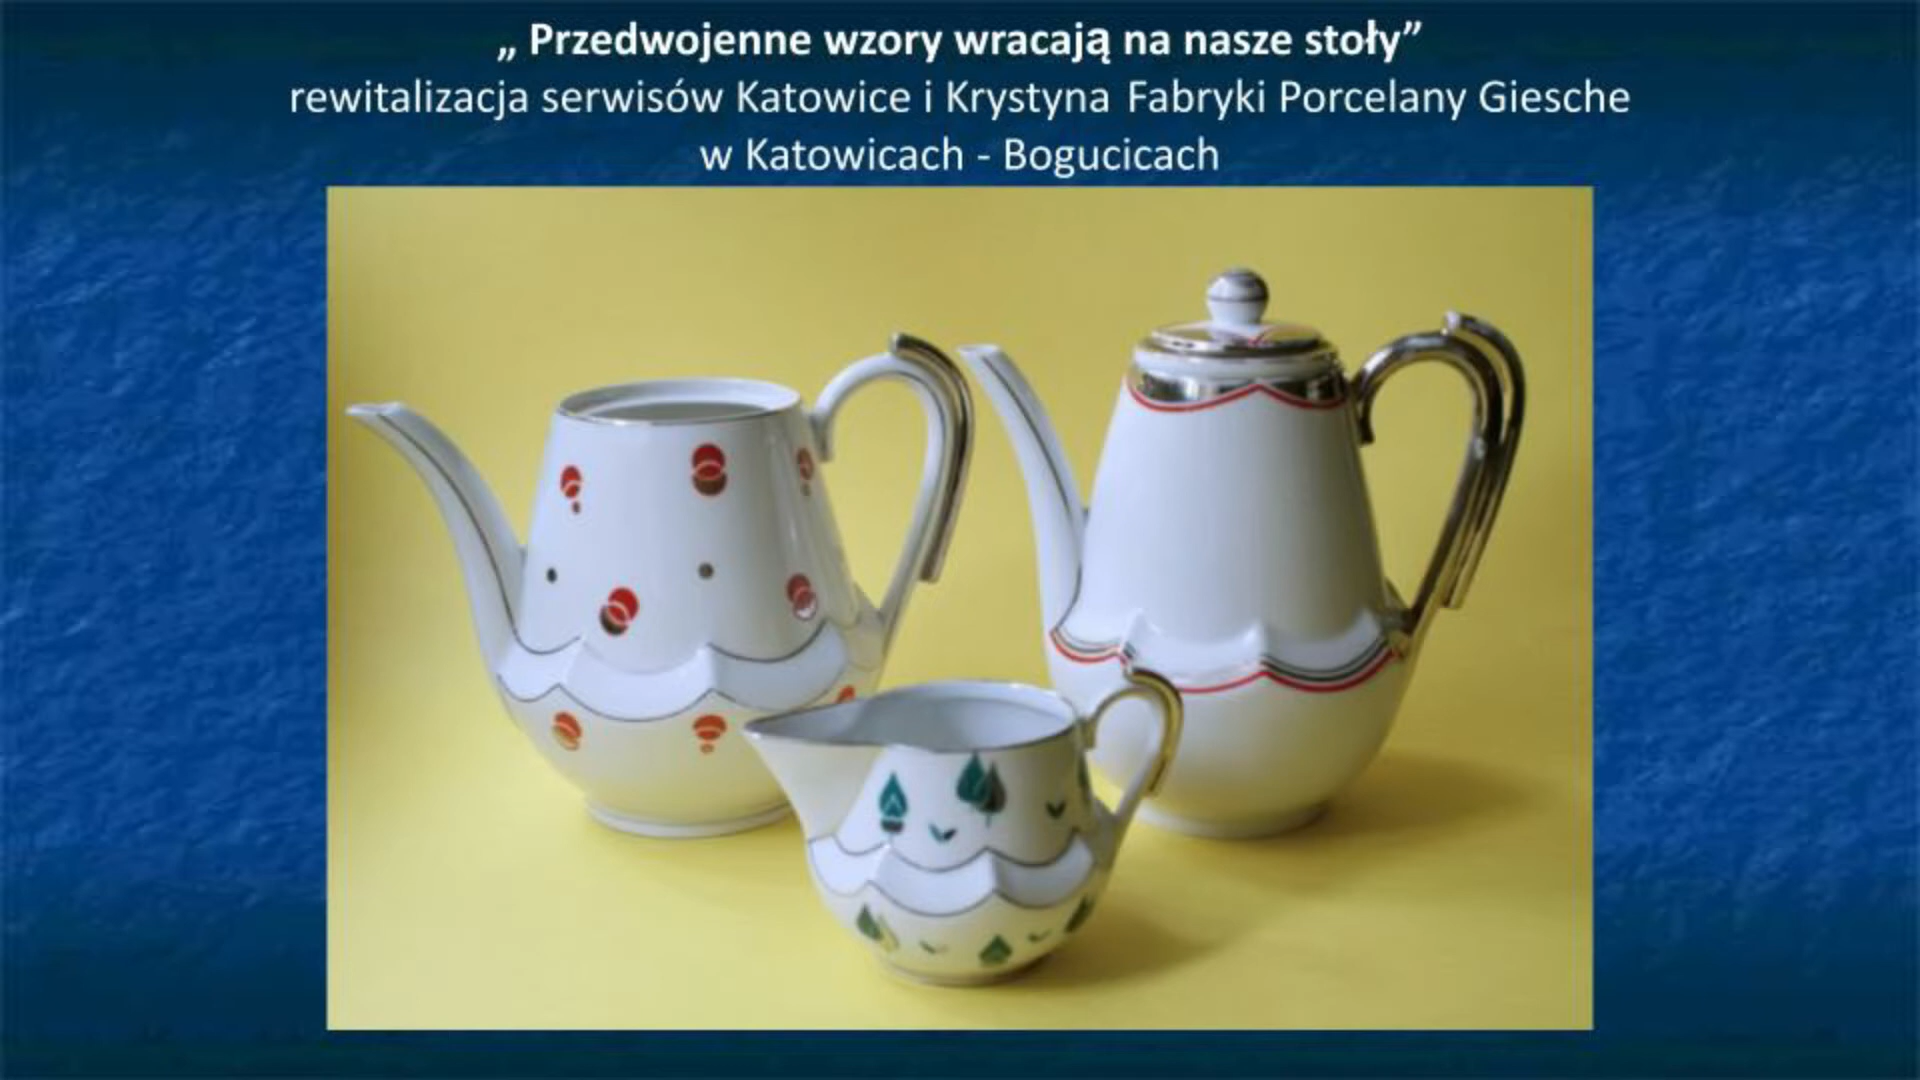 „ Przedwojenne wzory wracają na nasze stoły”
rewitalizacja serwisów Katowice i Krystyna Fabryki Porcelany Giesche
w Katowicach - Bogucicach